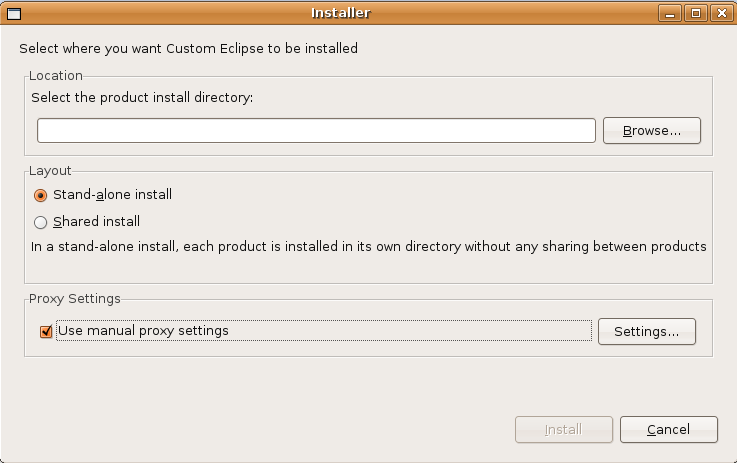 Installer
Select where you want Custom Eclipse to be installed
Location
Select the product install directory:
Browse...
Layout
Stand-alone install
Shared install
In a stand-alone install, each product is installed in its own directory without any sharing between products
Proxy Settings
Use manual proxy settings
Settings...
Install
Cancel